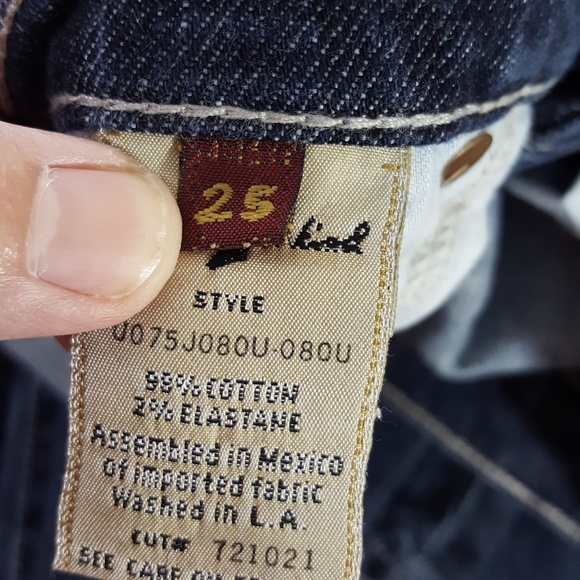 25
STYLE
U075J080U-080U
98% COTTON
2% ELASTANE
Assembled in Mexico
of imported fabric
Washed in L.A.
CUT# 721021
SEE CARE ON